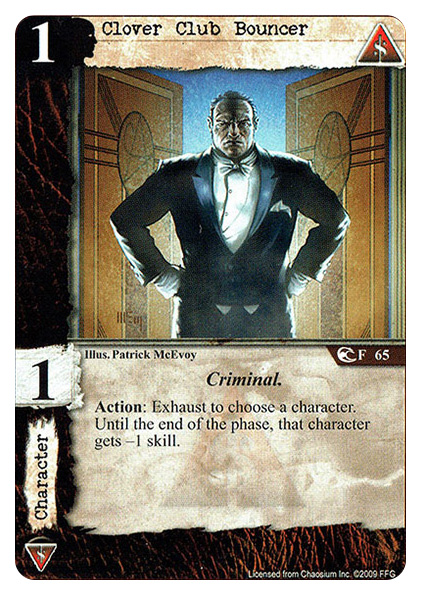 1
Clover Club Bouncer
Illus. Patrick McEvoy
F 65
1
Criminal.
Action: Exhaust to choose a character.
Until the end of the phase, that character
gets –1 skill.
Character
Licensed from Chaosium Inc. ©2009 FFG